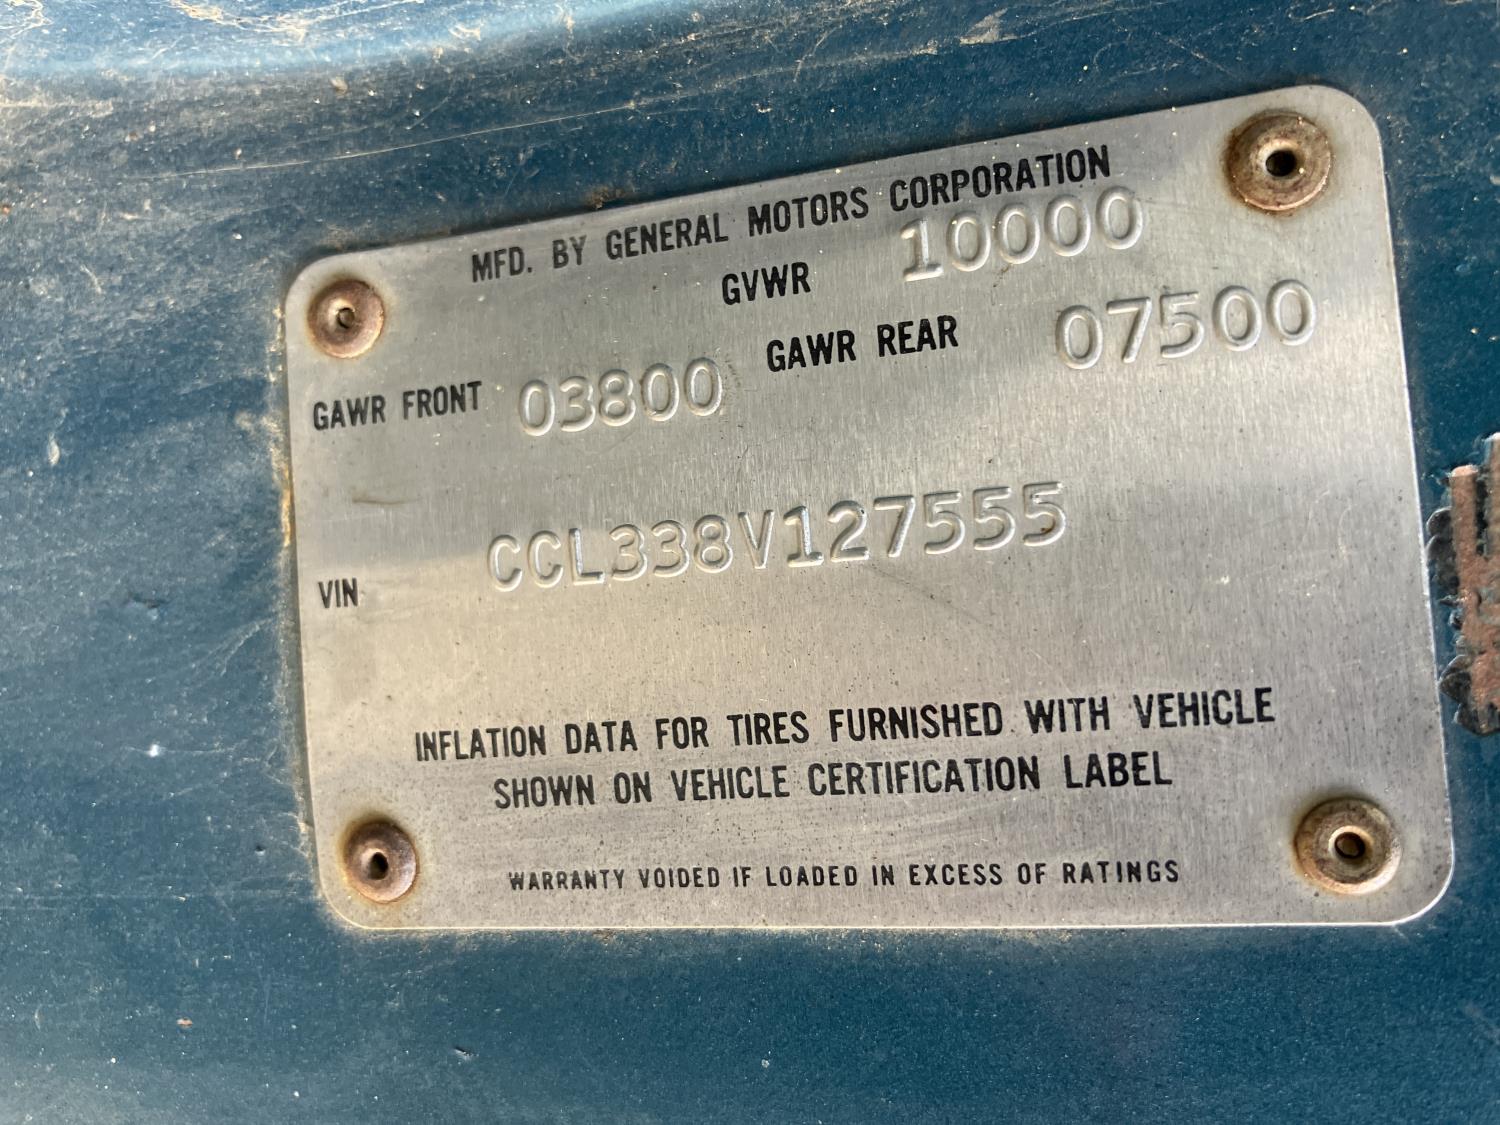 MFD. BY GENERAL MOTORS CORPORATION
GVWR 10000
GAWR FRONT 03800 GAWR REAR 07500
VIN CCL338V127555
INFLATION DATA FOR TIRES FURNISHED WITH VEHICLE
SHOWN ON VEHICLE CERTIFICATION LABEL
WARRANTY VOIDED IF LOADED IN EXCESS OF RATINGS